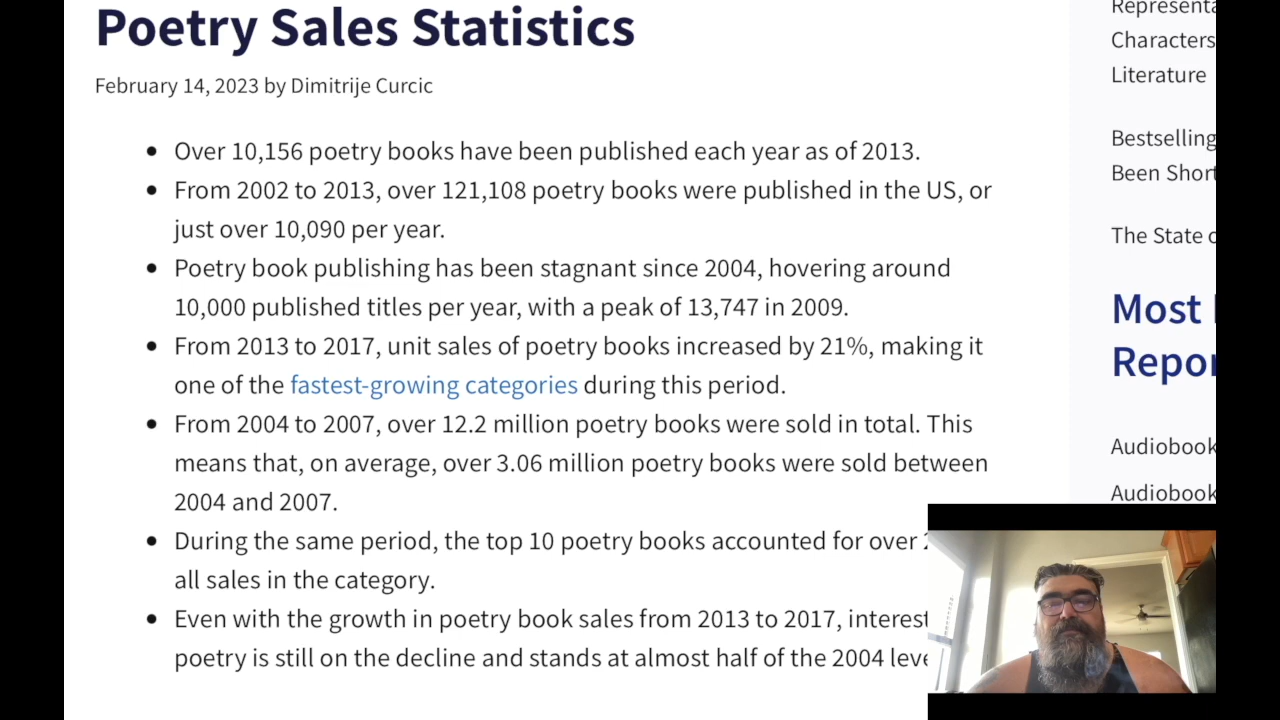 Poetry Sales Statistics
February 14, 2023 by Dimitrije Curcic
• Over 10,156 poetry books have been published each year as of 2013.
• From 2002 to 2013, over 121,108 poetry books were published in the US, or
just over 10,090 per year.
• Poetry book publishing has been stagnant since 2004, hovering around
10,000 published titles per year, with a peak of 13,747 in 2009.
• From 2013 to 2017, unit sales of poetry books increased by 21%, making it
one of the fastest-growing categories during this period.
• From 2004 to 2007, over 12.2 million poetry books were sold in total. This
means that, on average, over 3.06 million poetry books were sold between
2004 and 2007.
• During the same period, the top 10 poetry books accounted for over
all sales in the category.
• Even with the growth in poetry book sales from 2013 to 2017, interest
poetry is still on the decline and stands at almost half of the 2004
Characters
Literature
Bestselling
Been
The State
Most
Audiobook
Audiobook